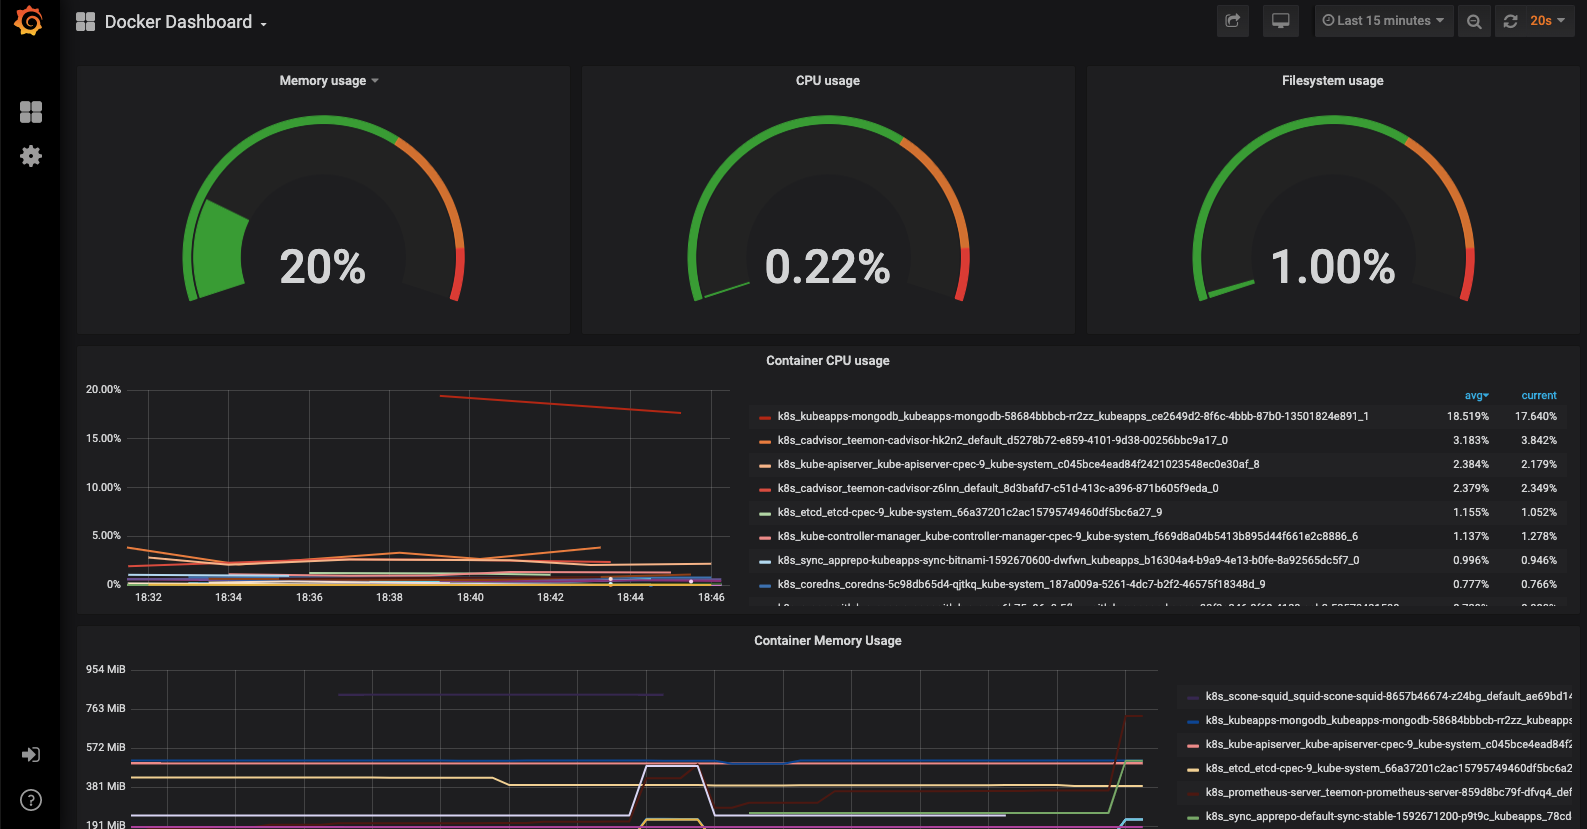 Docker Dashboard
Last 15 minutes
20s
Memory usage
CPU usage
Filesystem usage
20%
0.22%
1.00%
Container CPU usage
20.00%
15.00%
10.00%
5.00%
0%
18:32 18:34 18:36 18:38 18:40 18:42 18:44 18:46
avg current
k8s_kubeapps-mongodb_kubeapps-mongodb-58684bbbcb-rr2zz_kubeapps_ce2649d2-8f6c-4bbb-87b0-13501824e891_1 18.519% 17.640%
k8s_cadvisor_teemon-cadvisor-hk2n2_default_d5278b72-e859-4101-9d38-00256bbc9a17_0 3.183% 3.842%
k8s_kube-apiserver_kube-apiserver-cpec-9_kube-system_c045bce4ead84f2421023548ec0e30af_8 2.384% 2.179%
k8s_cadvisor_teemon-cadvisor-z6lnn_default_8d3bafd7-c51d-413c-a396-871b605f9eda_0 2.379% 2.349%
k8s_etcd_etcd-cpec-9_kube-system_66a37201c2ac15795749460df5bc6a27_9 1.155% 1.052%
k8s_kube-controller-manager_kube-controller-manager-cpec-9_kube-system_f669d8a04b5413b895d44f661e2c8886_6 1.137% 1.278%
k8s_sync_apprepo-kubeapps-sync-bitnami-1592670600-dwfwn_kubeapps_b16304a4-b9a9-4e13-b0fe-8a92565dc5f7_0 0.996% 0.946%
k8s_coredns_coredns-5c98db65d4-qjtkq_kube-system_187a009a-5261-4dc7-b2f2-46575f18348d_9 0.777% 0.766%
Container Memory Usage
954 MiB
763 MiB
572 MiB
381 MiB
191 MiB
k8s_scone-squid_squid-scone-squid-8657b46674-z24bg_default_ae69bd14
k8s_kubeapps-mongodb_kubeapps-mongodb-58684bbbcb-rr2zz_kubeapps
k8s_kube-apiserver_kube-apiserver-cpec-9_kube-system_c045bce4ead84f2
k8s_etcd_etcd-cpec-9_kube-system_66a37201c2ac15795749460df5bc6a2
k8s_prometheus-server_teemon-prometheus-server-859d8bc79f-dfvq4_def
k8s_sync_apprepo-default-sync-stable-1592671200-p9t9c_kubeapps_78cd